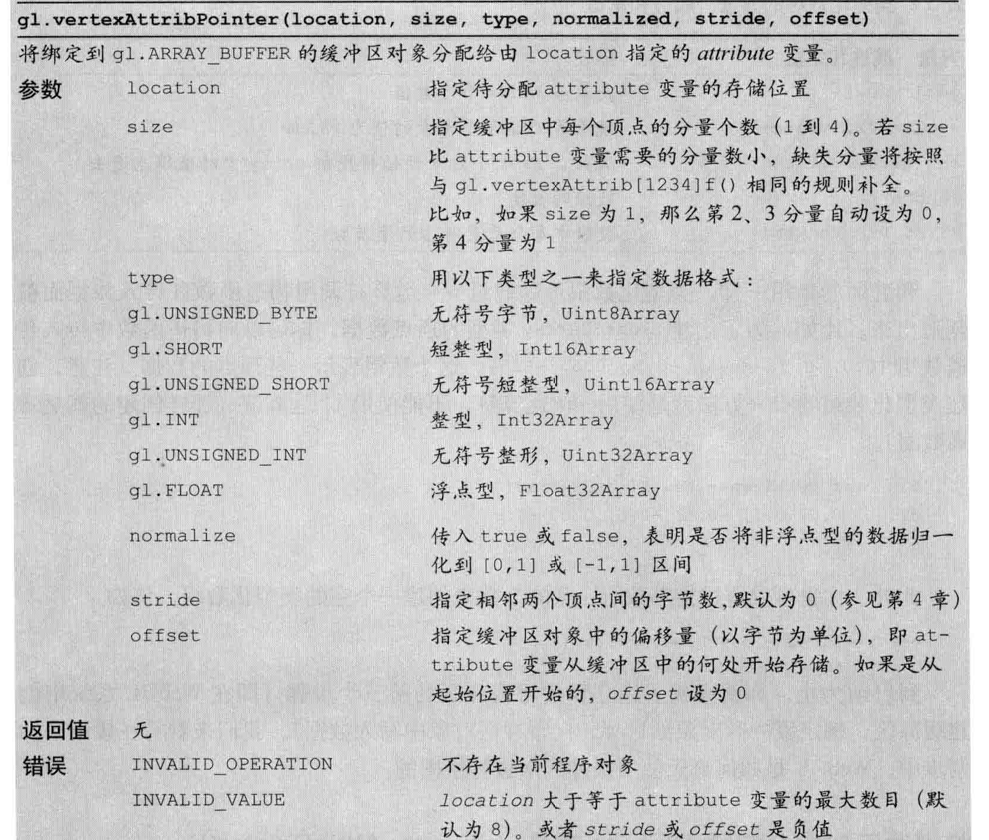 gl.vertexAttribPointer(location, size, type, normalized, stride, offset)
将绑定到 gl.ARRAY_BUFFER 的缓冲区对象分配给由 location 指定的 attribute 变量。
参数 location 指定待分配 attribute 变量的存储位置
size 指定缓冲区中每个顶点的分量个数（1 到 4）。若 size
比 attribute 变量需要的分量数小，缺失分量将按照
与 gl.vertexAttrib[1234]f() 相同的规则补全。
比如，如果 size 为 1，那么第 2、3 分量自动设为 0，
第 4 分量为 1
type 用以下类型之一来指定数据格式：
gl.UNSIGNED_BYTE 无符号字节，Uint8Array
gl.SHORT 短整型，Int16Array
gl.UNSIGNED_SHORT 无符号短整型，Uint16Array
gl.INT 整型，Int32Array
gl.UNSIGNED_INT 无符号整形，Uint32Array
gl.FLOAT 浮点型，Float32Array
normalize 传入 true 或 false，表明是否将非浮点型的数据归一
化到 [0,1] 或 [-1,1] 区间
stride 指定相邻两个顶点间的字节数,默认为 0（参见第 4 章）
offset 指定缓冲区对象中的偏移量（以字节为单位），即 at-
tribute 变量从缓冲区中的何处开始存储。如果是从
起始位置开始的，offset 设为 0
返回值 无
错误 INVALID_OPERATION 不存在当前程序对象
INVALID_VALUE location 大于等于 attribute 变量的最大数目（默
认为 8）。或者 stride 或 offset 是负值